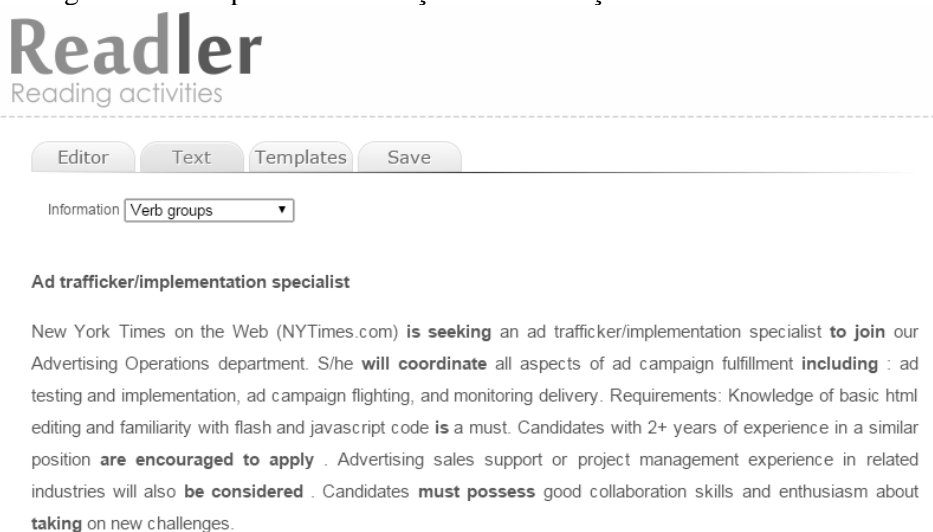 Readler
Reading activities
Editor Text Templates Save
Information Verb groups
Ad trafficker/implementation specialist
New York Times on the Web (NYTimes.com) is seeking an ad trafficker/implementation specialist to join our
Advertising Operations department. S/he will coordinate all aspects of ad campaign fulfillment including : ad
testing and implementation, ad campaign flighting, and monitoring delivery. Requirements: Knowledge of basic html
editing and familiarity with flash and javascript code is a must. Candidates with 2+ years of experience in a similar
position are encouraged to apply . Advertising sales support or project management experience in related
industries will also be considered . Candidates must possess good collaboration skills and enthusiasm about
taking on new challenges.